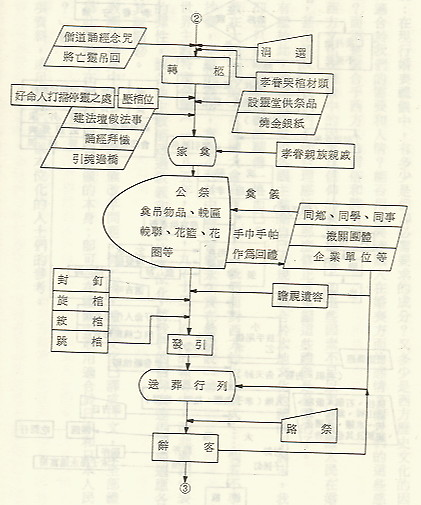 ②
僧道誦經念咒
將亡靈吊回
涓選
轉柩
孝眷哭棺材頭
好命人打掃停靈之處
壓棺位
設靈堂供祭品
燒金銀紙
建法壇做法事
誦經拜懺
引魂過橋
家奠
孝眷親族親戚
公祭
奠吊物品、輓匾
輓聯、花籃、花
圈等
奠儀
手巾手帕
作為回禮
同鄉、同學、同事
機關團體
企業單位等
瞻視遺容
封釘
旋棺
絞棺
跳棺
發引
送葬行列
路祭
辭客
③